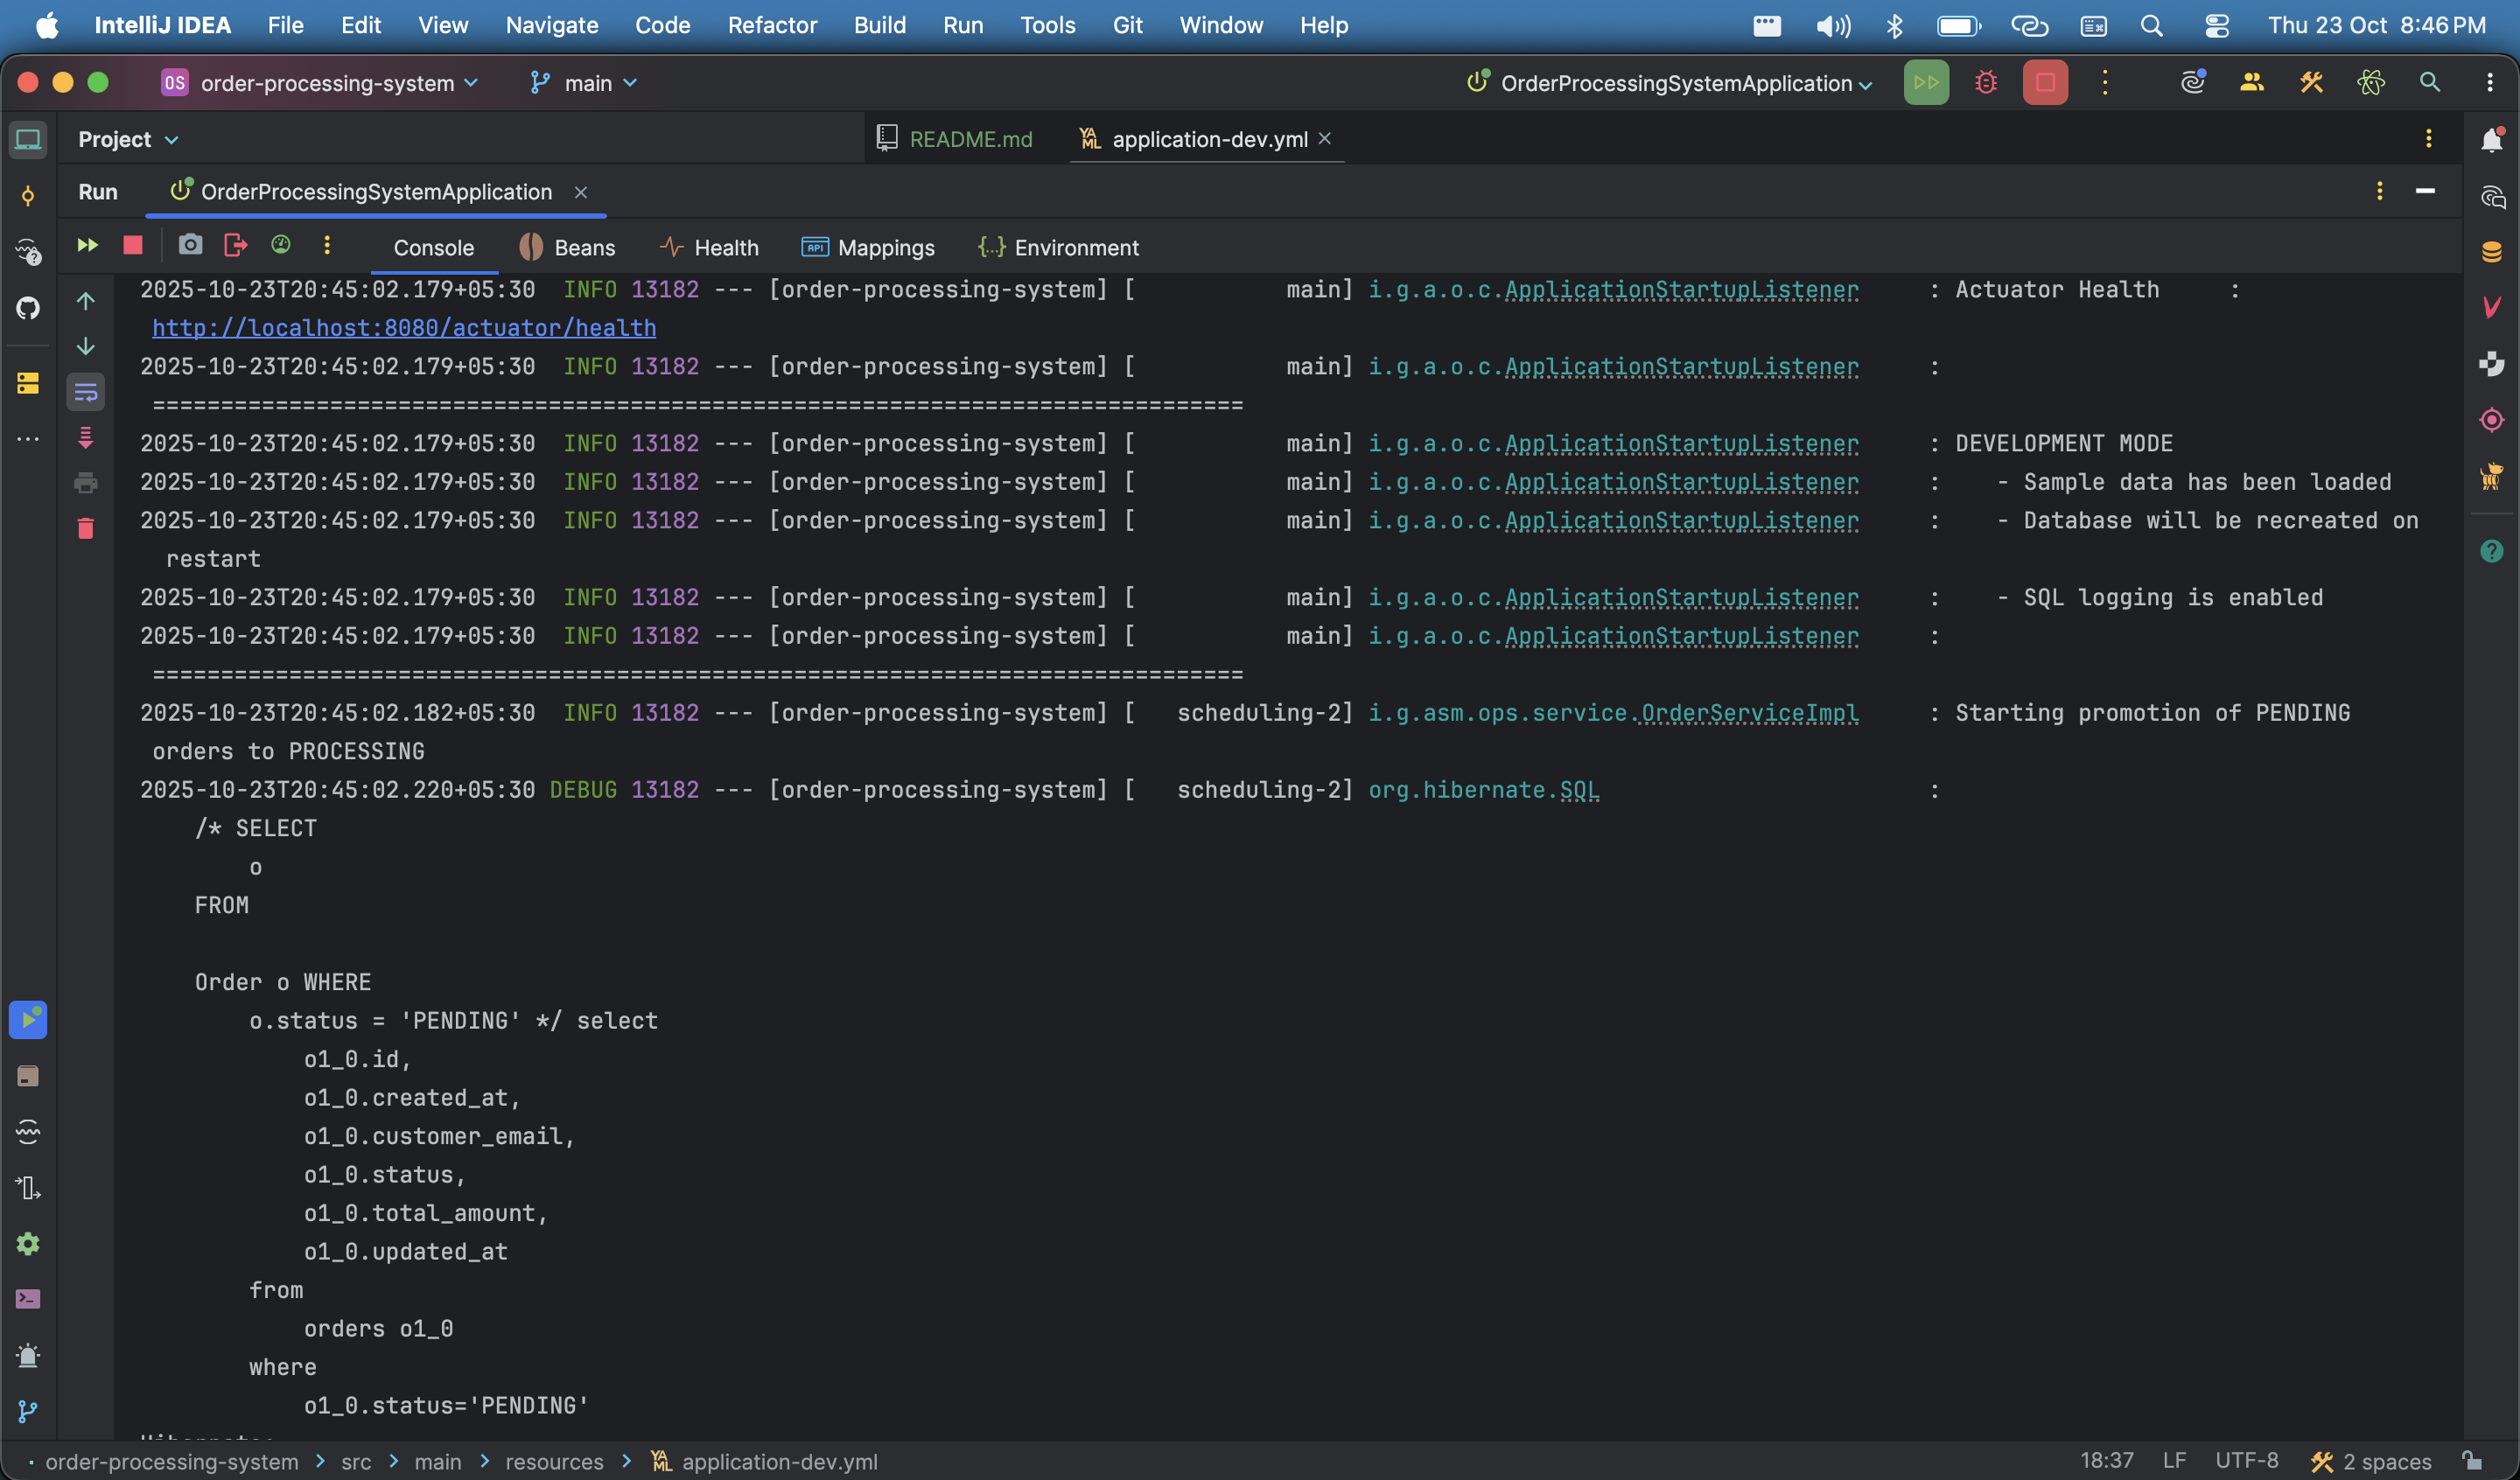 IntelliJ IDEA File Edit View Navigate Code Refactor Build Run Tools Git Window Help Thu 23 Oct 8:46 PM
OS order-processing-system main OrderProcessingSystemApplication
Project README.md YAML application-dev.yml
Run OrderProcessingSystemApplication
Console Beans Health API Mappings {...} Environment
2025-10-23T20:45:02.179+05:30  INFO 13182 --- [order-processing-system] [           main] i.g.a.o.c.ApplicationStartupListener     : Actuator Health     :
http://localhost:8080/actuator/health
2025-10-23T20:45:02.179+05:30  INFO 13182 --- [order-processing-system] [           main] i.g.a.o.c.ApplicationStartupListener     :
================================================================================
2025-10-23T20:45:02.179+05:30  INFO 13182 --- [order-processing-system] [           main] i.g.a.o.c.ApplicationStartupListener     : DEVELOPMENT MODE
2025-10-23T20:45:02.179+05:30  INFO 13182 --- [order-processing-system] [           main] i.g.a.o.c.ApplicationStartupListener     :    - Sample data has been loaded
2025-10-23T20:45:02.179+05:30  INFO 13182 --- [order-processing-system] [           main] i.g.a.o.c.ApplicationStartupListener     :    - Database will be recreated on
restart
2025-10-23T20:45:02.179+05:30  INFO 13182 --- [order-processing-system] [           main] i.g.a.o.c.ApplicationStartupListener     :    - SQL logging is enabled
2025-10-23T20:45:02.179+05:30  INFO 13182 --- [order-processing-system] [           main] i.g.a.o.c.ApplicationStartupListener     :
================================================================================
2025-10-23T20:45:02.182+05:30  INFO 13182 --- [order-processing-system] [   scheduling-2] i.g.asm.ops.service.OrderServiceImpl     : Starting promotion of PENDING
orders to PROCESSING
2025-10-23T20:45:02.220+05:30 DEBUG 13182 --- [order-processing-system] [   scheduling-2] org.hibernate.SQL                        :
/* SELECT
o
FROM
Order o WHERE
o.status = 'PENDING' */ select
o1_0.id,
o1_0.created_at,
o1_0.customer_email,
o1_0.status,
o1_0.total_amount,
o1_0.updated_at
from
orders o1_0
where
o1_0.status='PENDING'
order-processing-system > src > main > resources > YAML application-dev.yml 18:37 LF UTF-8 2 spaces